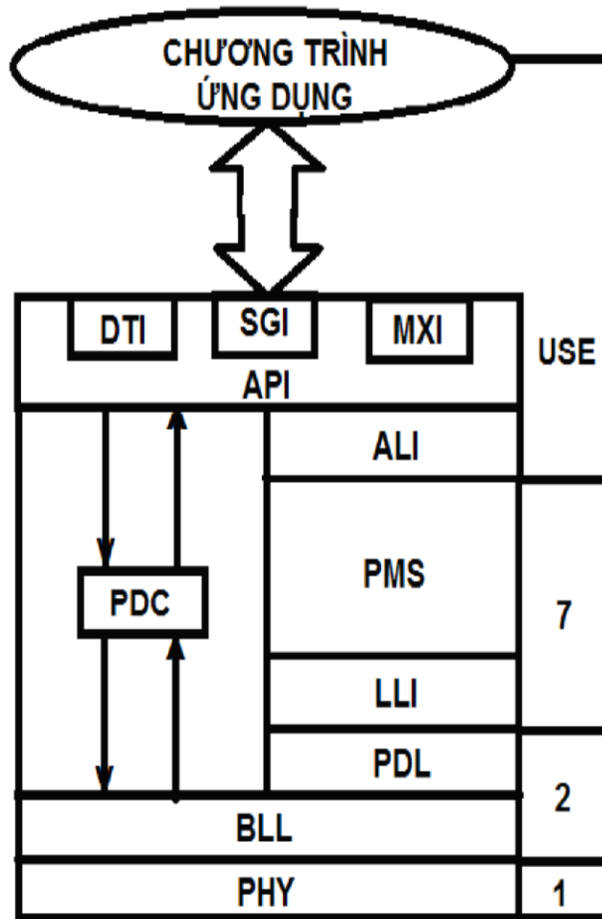 CHƯƠNG TRÌNH
ỨNG DỤNG
DTI
SGI
MXI
USE
API
ALI
PMS
7
PDC
LLI
PDL
2
BLL
PHY
1